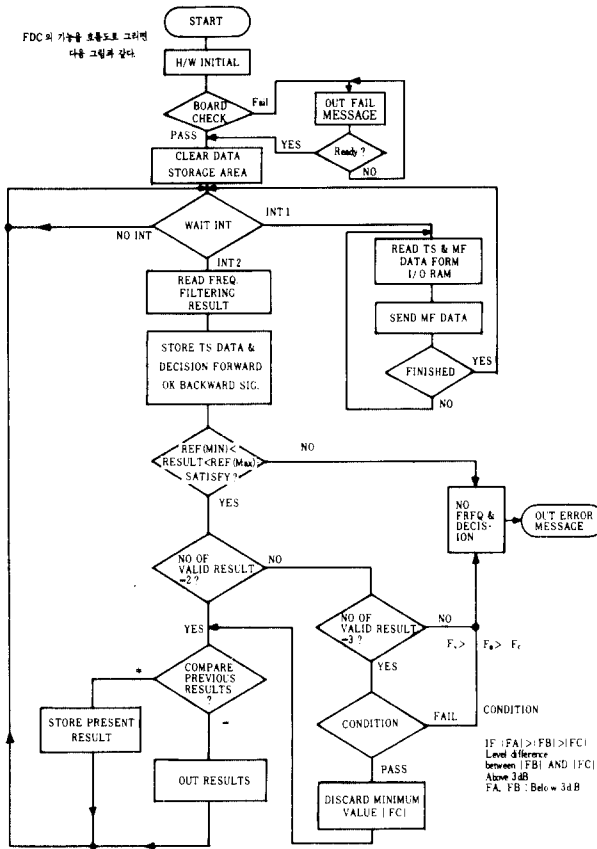 START
FDC의 기능을 흐름도로 그리면
다음 그림과 같다.
H/W INITIAL
BOARD
CHECK
Fail
OUT FAIL
MESSAGE
PASS
YES
Ready?
NO
CLEAR DATA
STORAGE AREA
WAIT INT
INT 1
NO INT
INT 2
READ TS & MF
DATA FORM
I/O RAM
READ FREQ.
FILTERING
RESULT
SEND MF DATA
STORE TS DATA &
DECISION FORWARD
OK BACKWARD SIG.
FINISHED
YES
NO
REF(MIN)<
RESULT<REF(Max)
SATISFY?
NO
YES
NO
FRFQ &
DECIS-
ION
OUT ERROR
MESSAGE
NO OF
VALID RESULT
=2?
NO
YES
NO OF
VALID RESULT
=3?
NO
YES
COMPARE
PREVIOUS
RESULTS
?
STORE PRESENT
RESULT
CONDITION
FAIL
CONDITION
PASS
OUT RESULTS
DISCARD MINIMUM
VALUE |FC|
IF |FA|>|FB|>|FC|
Level difference
between |FB| AND |FC|
Above 3dB
FA, FB : Below 3dB